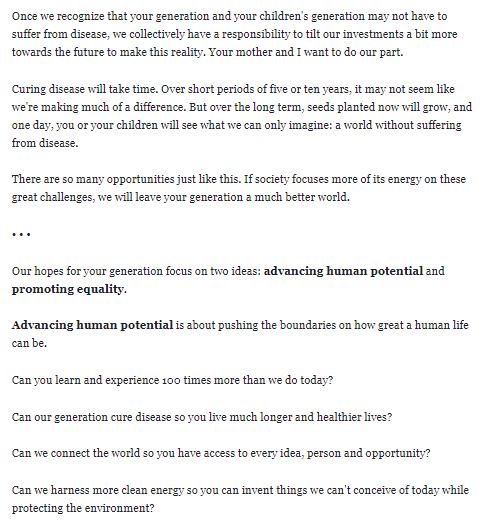 Once we recognize that your generation and your children's generation may not have to
suffer from disease, we collectively have a responsibility to tilt our investments a bit more
towards the future to make this reality. Your mother and I want to do our part.
Curing disease will take time. Over short periods of five or ten years, it may not seem like
we're making much of a difference. But over the long term, seeds planted now will grow, and
one day, you or your children will see what we can only imagine: a world without suffering
from disease.
There are so many opportunities just like this. If society focuses more of its energy on these
great challenges, we will leave your generation a much better world.
• • •
Our hopes for your generation focus on two ideas: advancing human potential and
promoting equality.
Advancing human potential is about pushing the boundaries on how great a human life
can be.
Can you learn and experience 100 times more than we do today?
Can our generation cure disease so you live much longer and healthier lives?
Can we connect the world so you have access to every idea, person and opportunity?
Can we harness more clean energy so you can invent things we can't conceive of today while
protecting the environment?